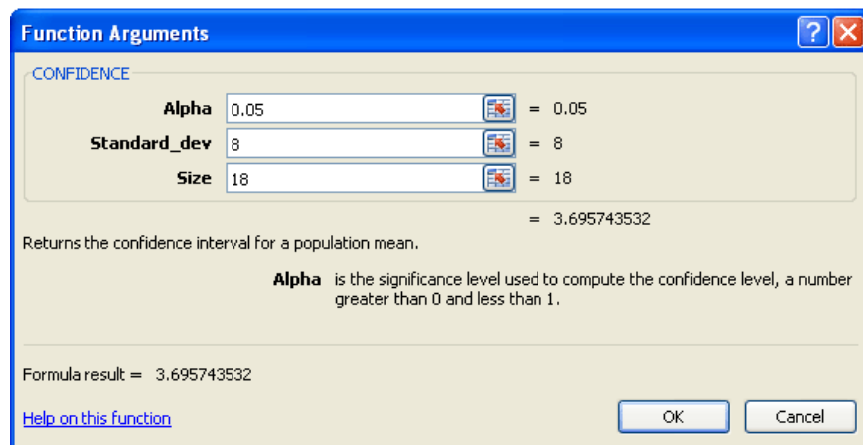 Function Arguments
CONFIDENCE
Alpha 0.05 = 0.05
Standard_dev 8 = 8
Size 18 = 18
= 3.695743532
Returns the confidence interval for a population mean.
Alpha is the significance level used to compute the confidence level, a number
greater than 0 and less than 1.
Formula result = 3.695743532
Help on this function OK Cancel